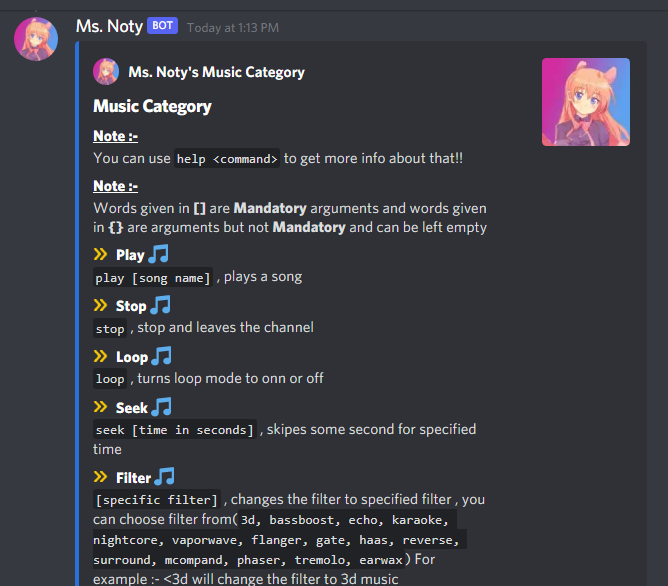 Ms. Noty BOT Today at 1:13 PM
Ms. Noty's Music Category
Music Category
Note :-
You can use help <command> to get more info about that!!
Note :-
Words given in [] are Mandatory arguments and words given
in {} are arguments but not Mandatory and can be left empty
» Play 🎵
play [song name] , plays a song
» Stop 🎵
stop , stop and leaves the channel
» Loop 🎵
loop , turns loop mode to onn or off
» Seek 🎵
seek [time in seconds] , skipes some second for specified
time
» Filter 🎵
[specific filter] , changes the filter to specified filter , you
can choose filter from( 3d, bassboost, echo, karaoke,
nightcore, vaporwave, flanger, gate, haas, reverse,
surround, mcompand, phaser, tremolo, earwax ) For
example :- <3d will change the filter to 3d music